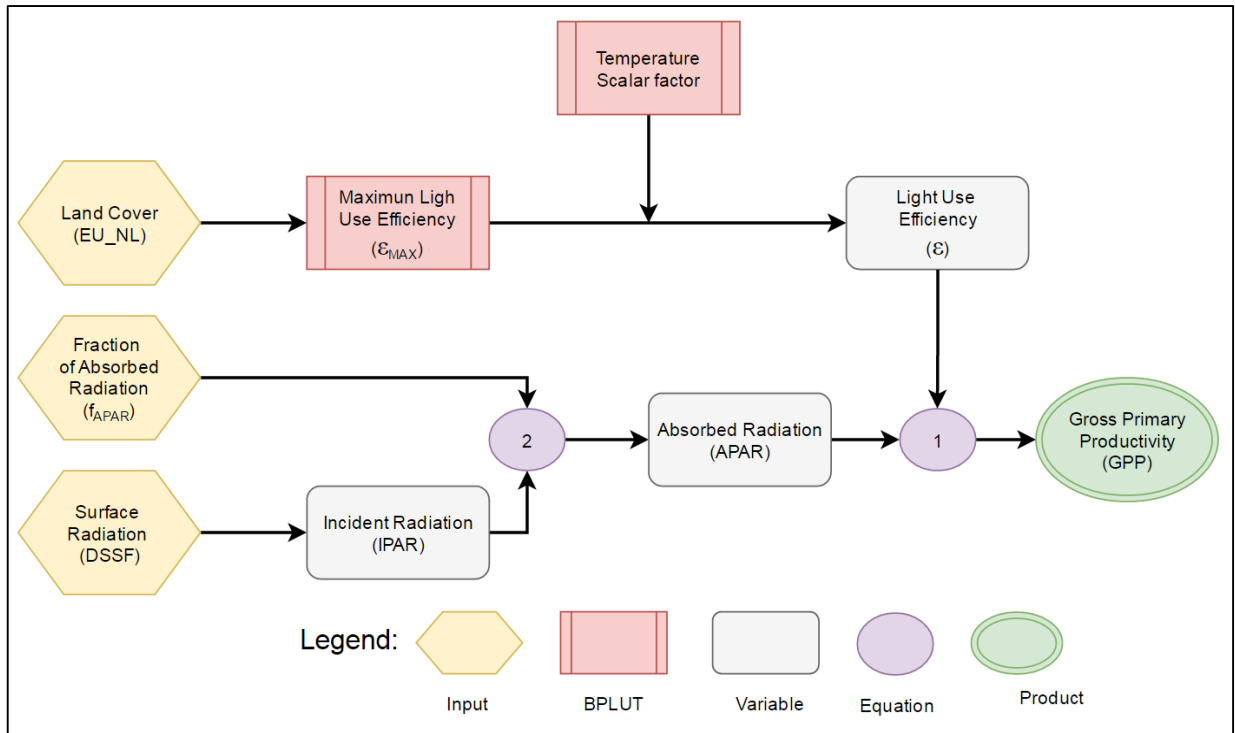 Temperature
Scalar factor
Land Cover
(EU_NL)
Maximun Ligh
Use Efficiency
(ƐMAX)
Light Use
Efficiency
(Ɛ)
Fraction
of Absorbed
Radiation
(fAPAR)
2
Absorbed Radiation
(APAR)
1
Gross Primary
Productivity
(GPP)
Surface
Radiation
(DSSF)
Incident Radiation
(IPAR)
Legend:
Input
BPLUT
Variable
Equation
Product